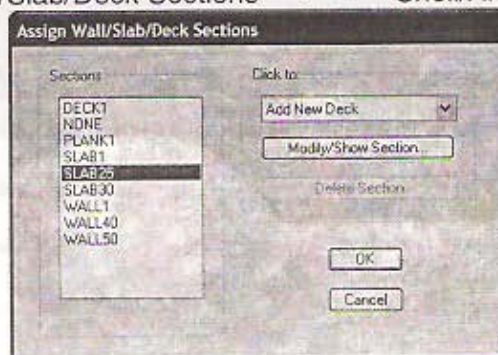 Slab/Deck Sections
Assign Wall/Slab/Deck Sections
Sections
Click to:
DECK1
NONE
PLANK1
SLAB1
SLAB25
SLAB30
WALL1
WALL40
WALL50
Add New Deck
Modify/Show Section...
Delete Section
OK
Cancel